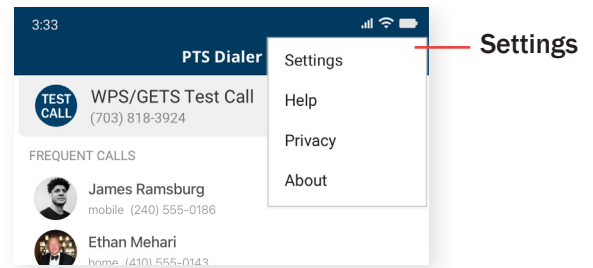 3:33
PTS Dialer
Settings
Settings
Help
Privacy
About
TEST
CALL
WPS/GETS Test Call
(703) 818-3924
FREQUENT CALLS
James Ramsburg
mobile (240) 555-0186
Ethan Mehari
home (410) 555-0143